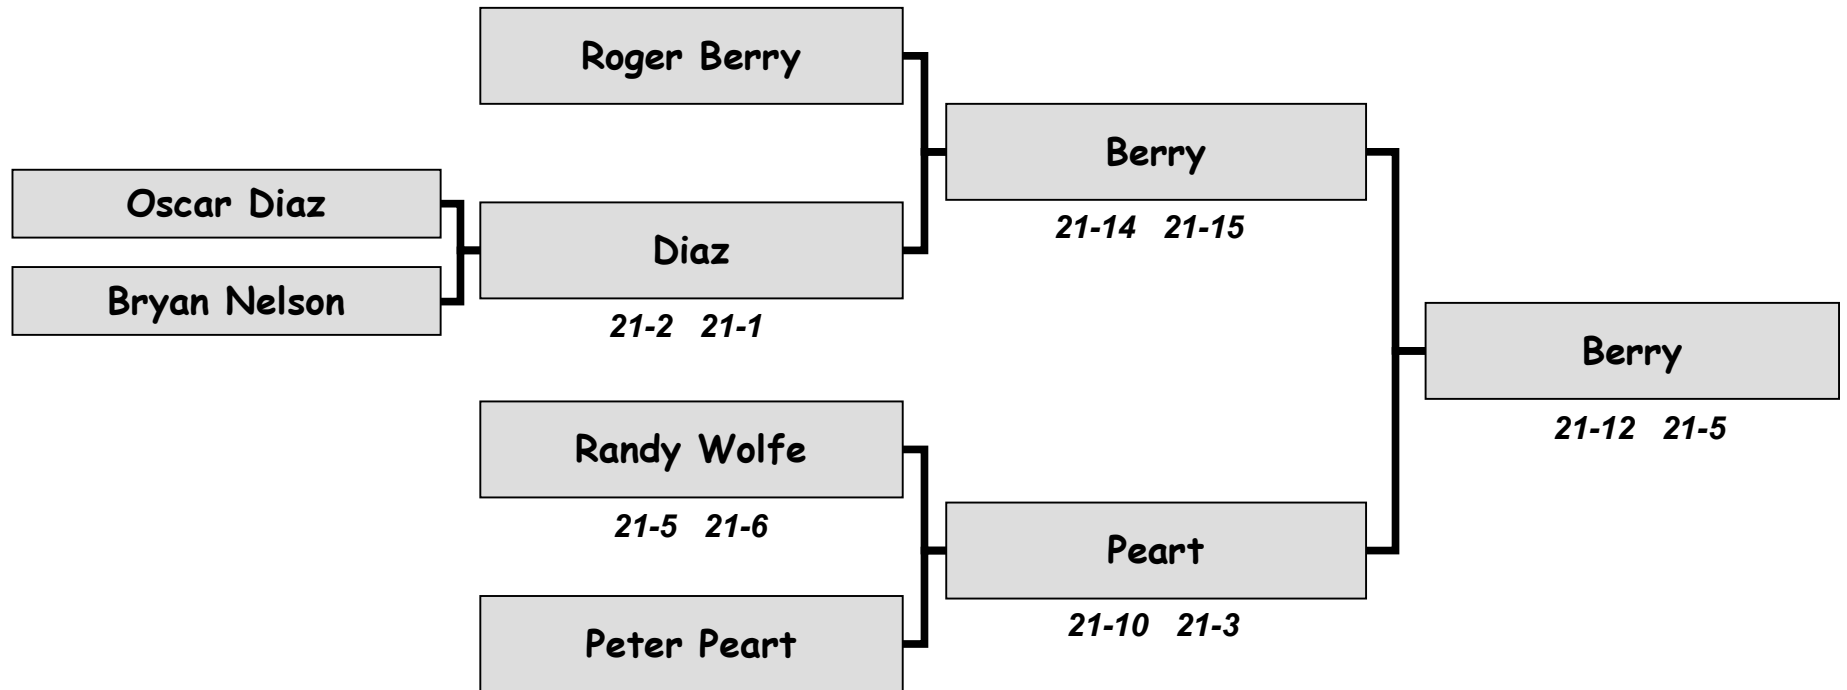 Roger Berry
Berry
21-14 21-15
Oscar Diaz
Diaz
21-2 21-1
Bryan Nelson
Berry
21-12 21-5
Randy Wolfe
21-5 21-6
Peart
21-10 21-3
Peter Peart